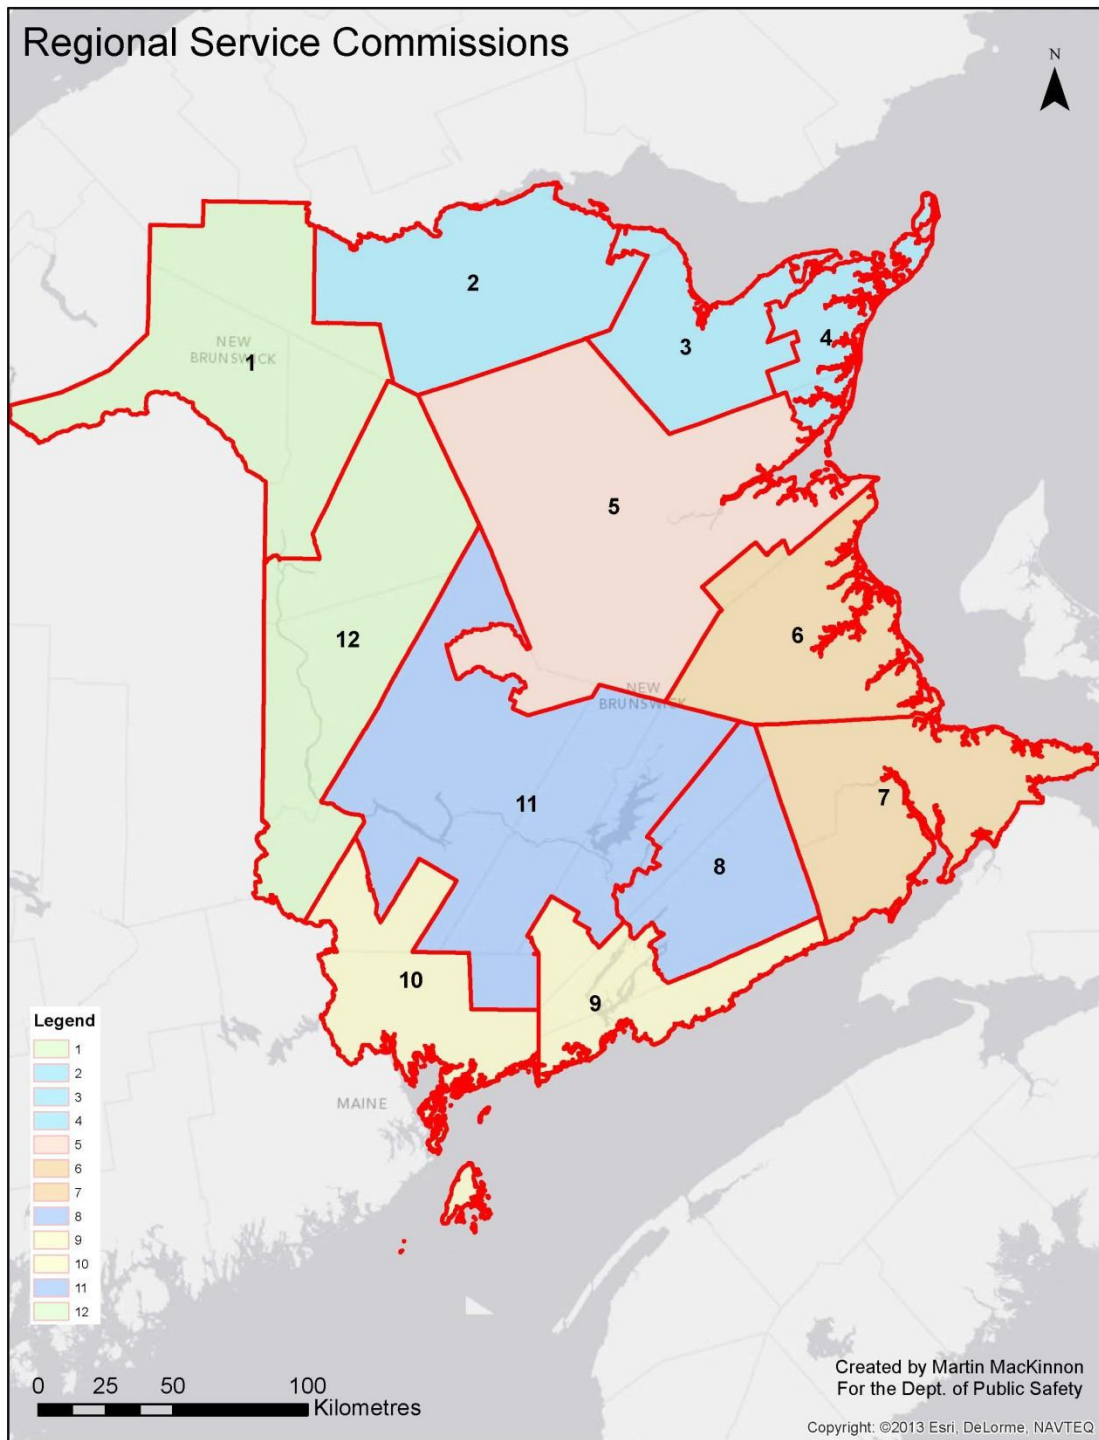 Regional Service Commissions
N
2
3
4
NEW
BRUNSWICK
1
5
12
6
NEW
BRUNSWICK
11
7
8
10
9
Legend
1
2
3
4
5
6
7
8
9
10
11
12
MAINE
0 25 50 100
Kilometres
Created by Martin MacKinnon
For the Dept. of Public Safety
Copyright: ©2013 Esri, DeLorme, NAVTEQ